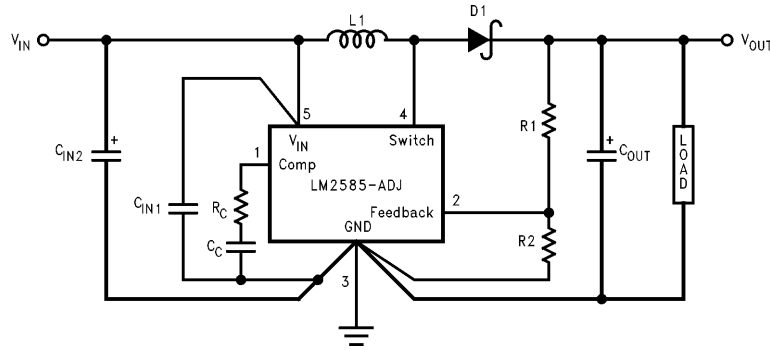 L1
D1
VIN
VOUT
5
4
VIN
Switch
R1
CIN2
+
1
Comp
+
COUT
LOAD
LM2585-ADJ
CIN1
RC
Feedback
2
GND
CC
R2
3